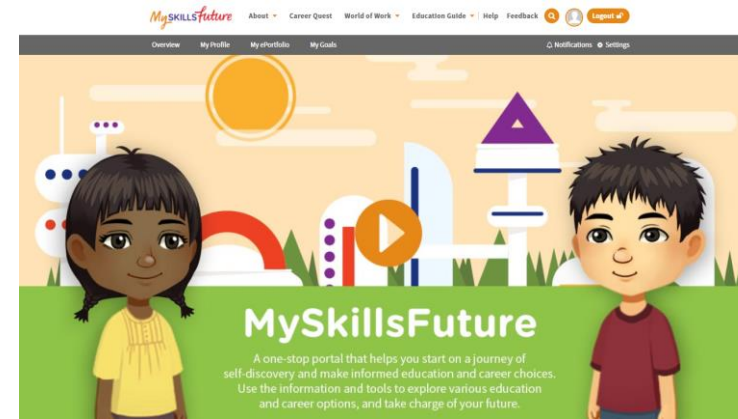 MySKILLSfuture About Career Quest World of Work Education Guide Help Feedback Logout
Overview My Profile My ePortfolio My Goals Notifications Settings
MySkillsFuture
A one-stop portal that helps you start on a journey of
self-discovery and make informed education and career choices.
Use the information and tools to explore various education
and career options, and take charge of your future.